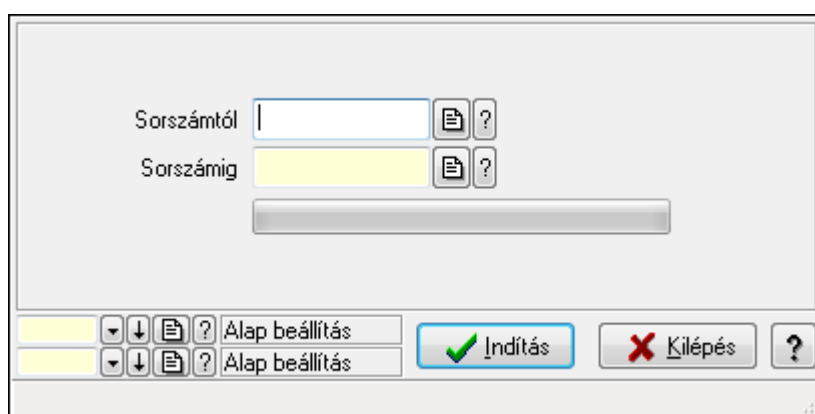 Sorszámtól ?
Sorszámig ?
? Alap beállítás
? Alap beállítás
Indítás
Kilépés
?